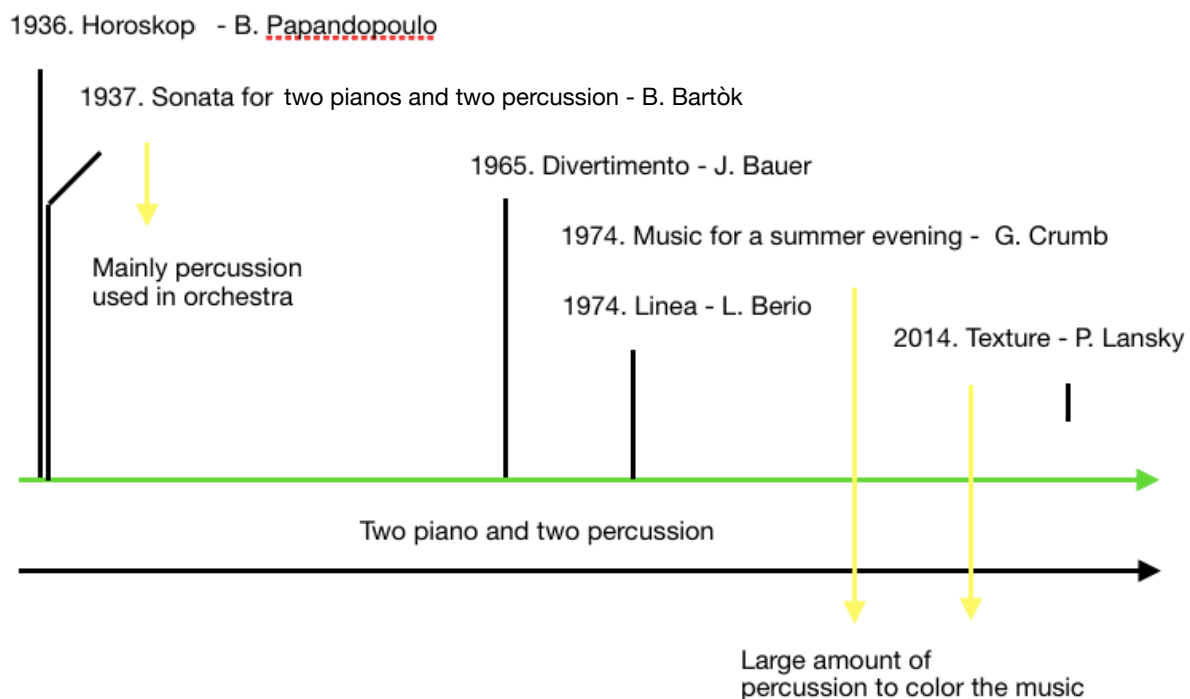 1936. Horoskop - B. Papandopoulo
1937. Sonata for two pianos and two percussion - B. Bartòk
1965. Divertimento - J. Bauer
1974. Music for a summer evening - G. Crumb
Mainly percussion
used in orchestra
1974. Linea - L. Berio
2014. Texture - P. Lansky
Two piano and two percussion
Large amount of
percussion to color the music